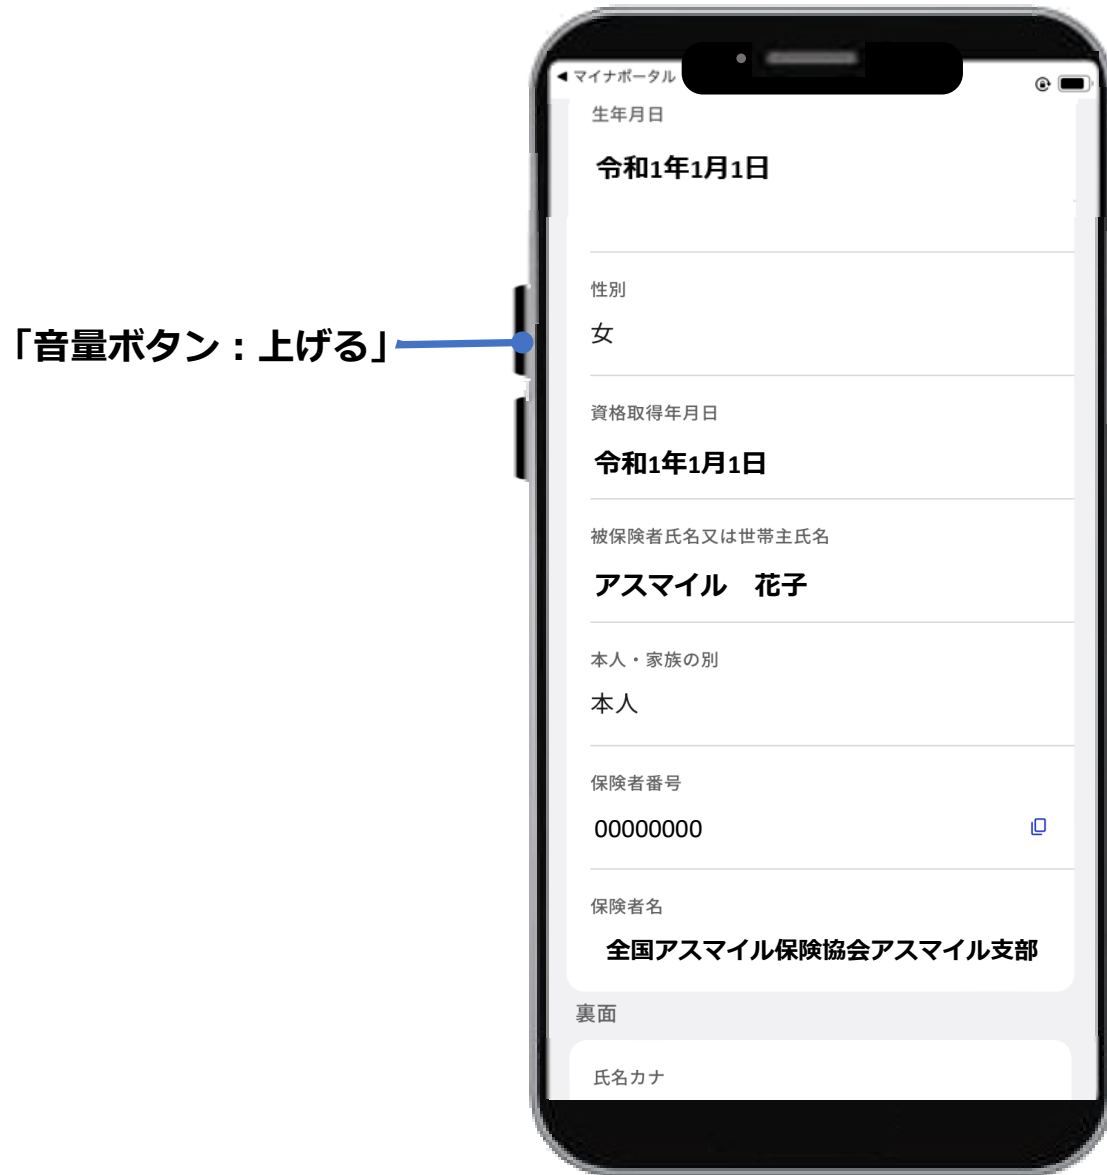 ◀マイナポータル
生年月日
令和1年1月1日
性別
女
「音量ボタン：上げる」
資格取得年月日
令和1年1月1日
被保険者氏名又は世帯主氏名
アスマイル　花子
本人・家族の別
本人
保険者番号
00000000
保険者名
全国アスマイル保険協会アスマイル支部
裏面
氏名カナ